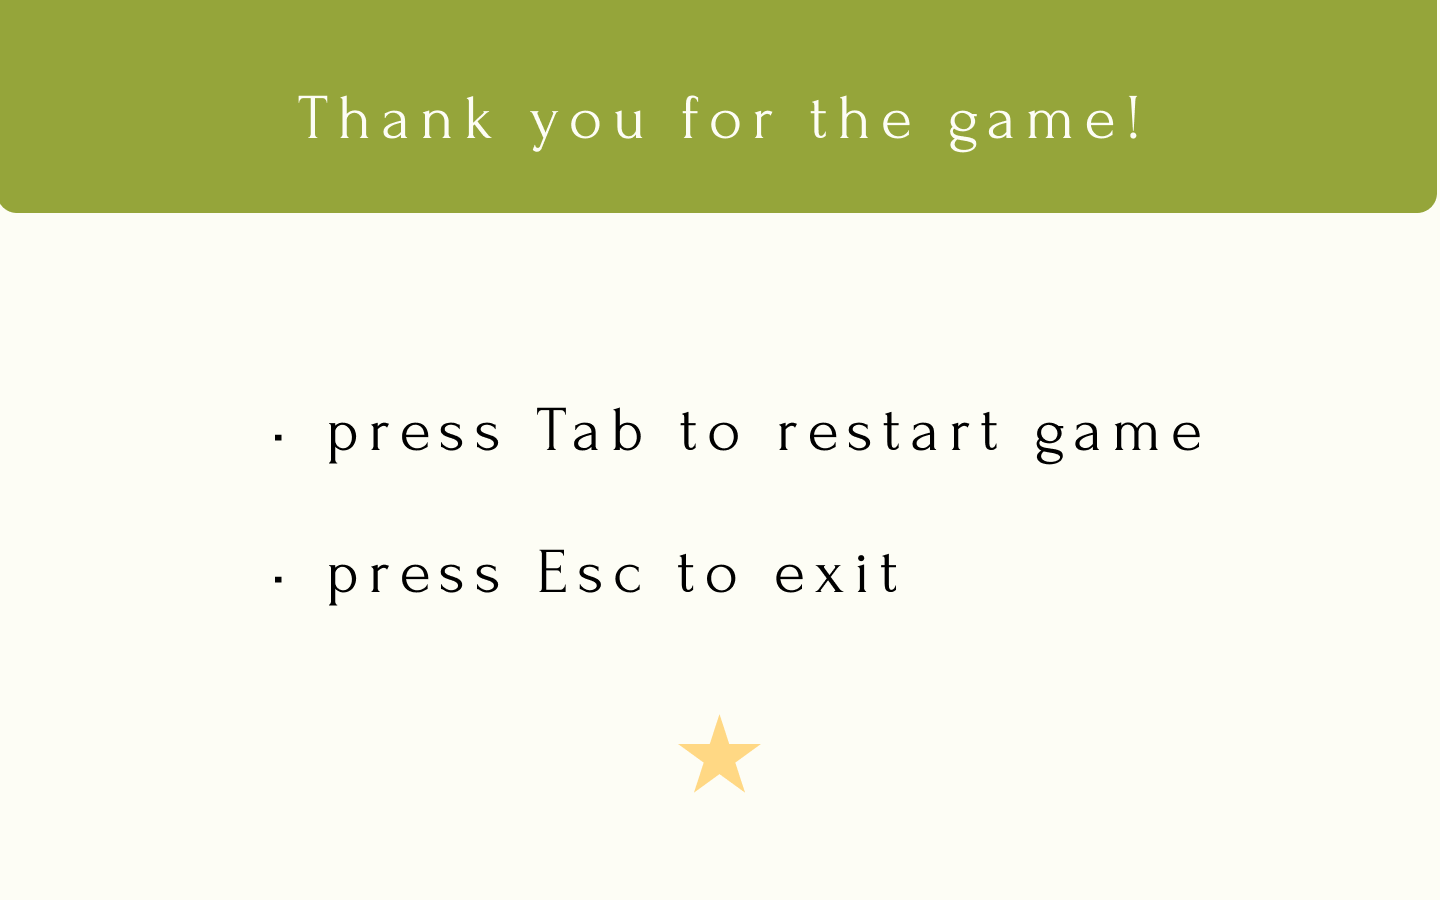 Thank you for the game!
· press Tab to restart game
· press Esc to exit